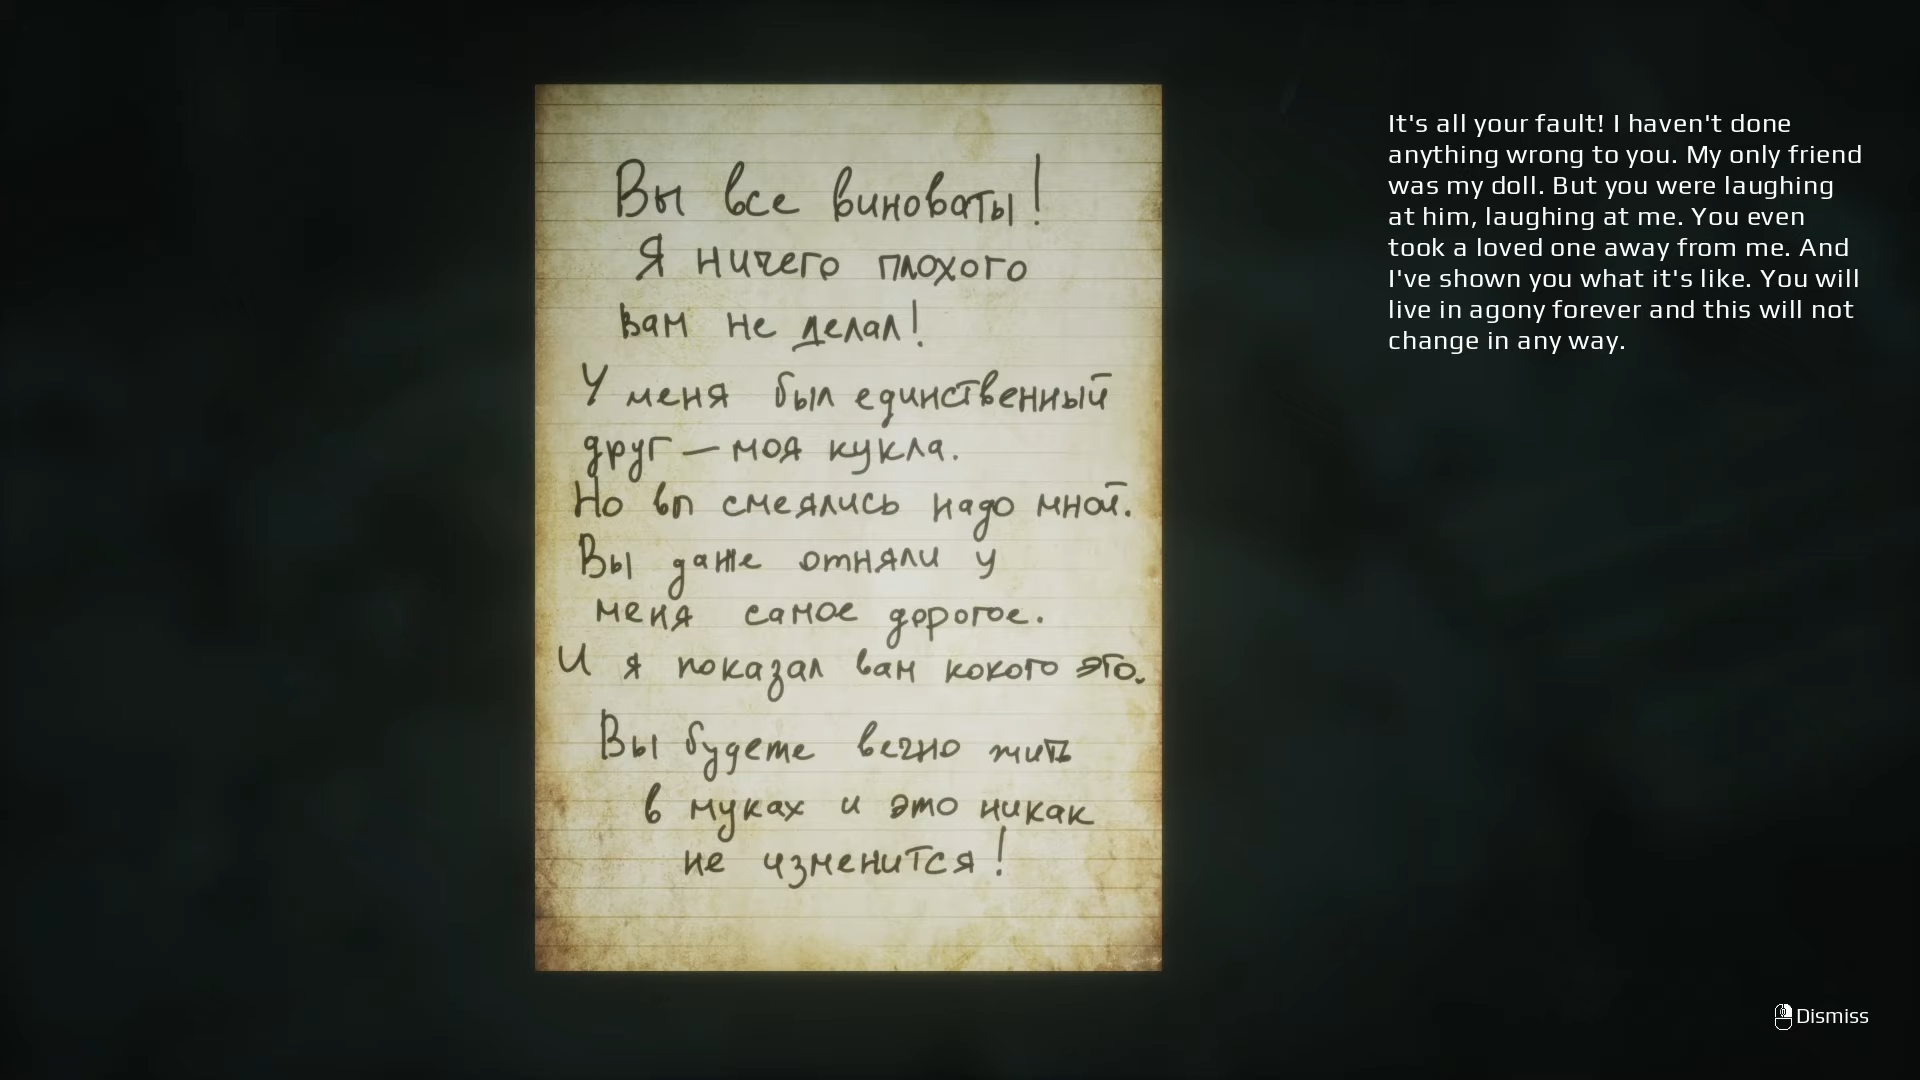 Вы все виноваты!
Я ничего плохого
вам не делал!
У меня был единственный
друг — моя кукла.
Но вы смеялись надо мной.
Вы даже отняли у
меня самое дорогое.
И я показал вам кокого это.
Вы будете вечно жить
в муках и это никак
не изменится!
It's all your fault! I haven't done
anything wrong to you. My only friend
was my doll. But you were laughing
at him, laughing at me. You even
took a loved one away from me. And
I've shown you what it's like. You will
live in agony forever and this will not
change in any way.
Dismiss